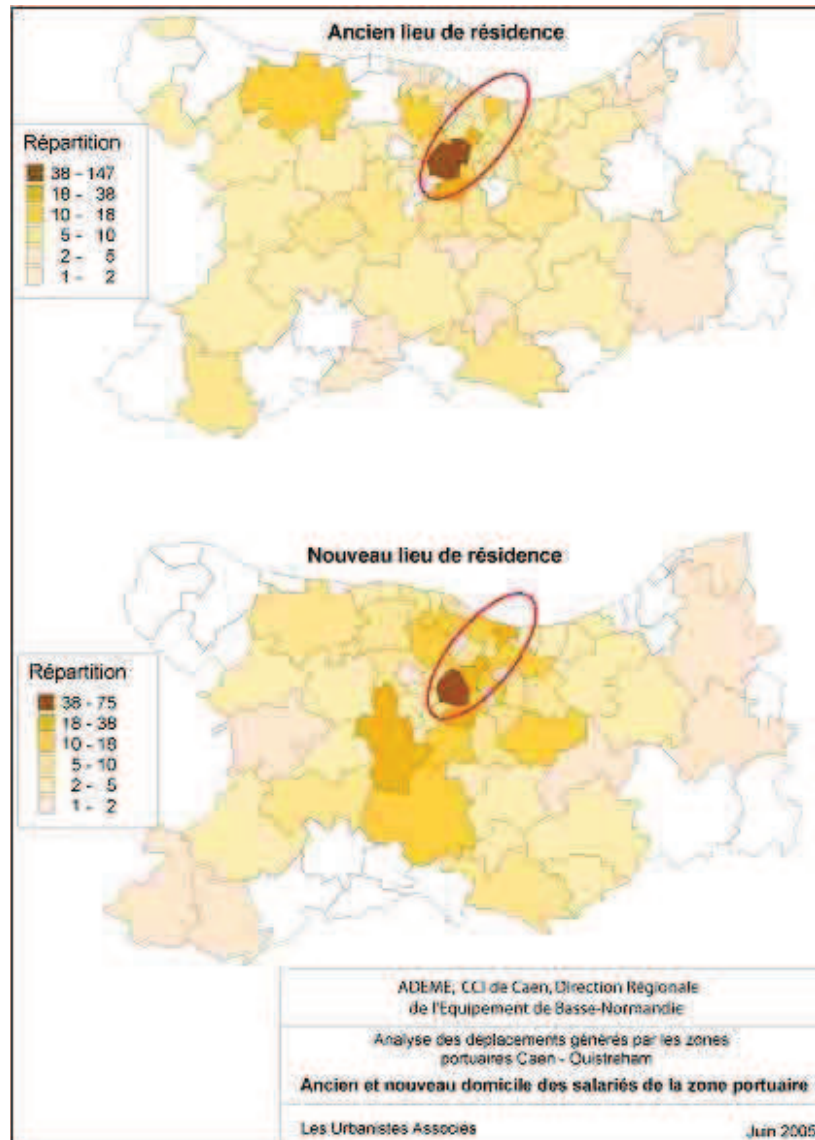 Ancien lieu de résidence
Répartition
38 - 147
18 - 38
10 - 18
5 - 10
2 - 5
1 - 2
Nouveau lieu de résidence
Répartition
38 - 75
18 - 38
10 - 18
5 - 10
2 - 5
1 - 2
ADEME, CCI de Caen, Direction Régionale
de l'Equipement de Basse-Normandie
Analyse des déplacements générés par les zones
portuaires Caen - Ouistreham
Ancien et nouveau domicile des salariés de la zone portuaire
Les Urbanistes Associés
Juin 2005